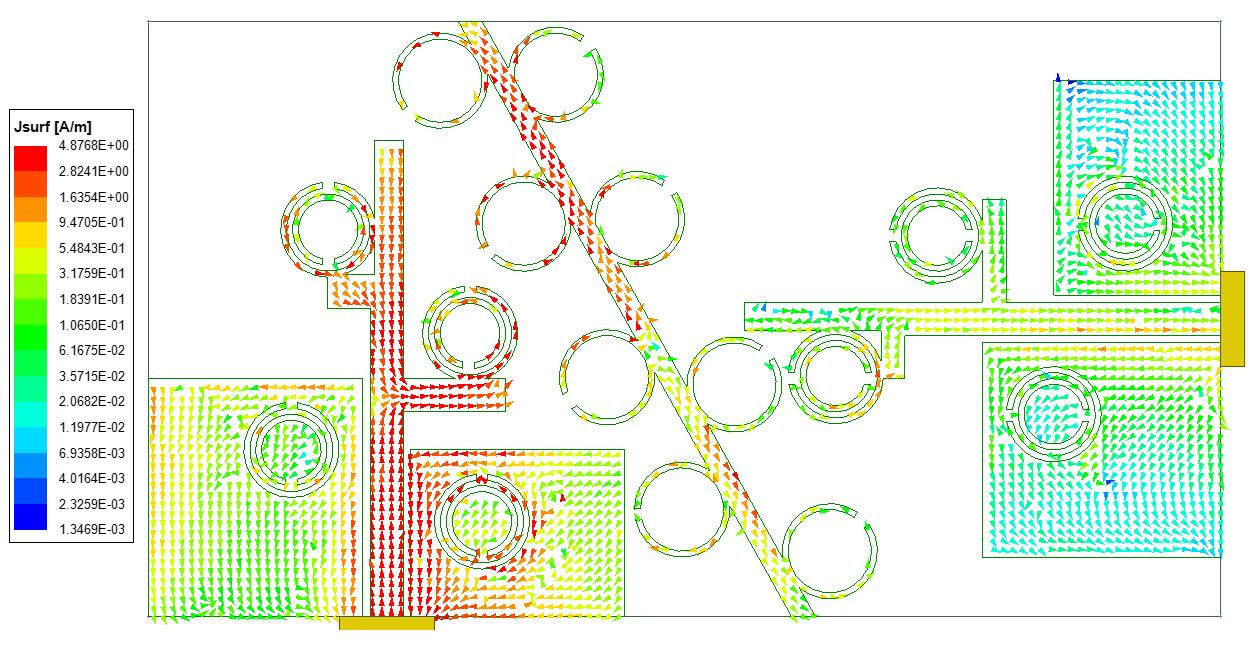 Jsurf [A/m]
4.8768E+00
2.8241E+00
1.6354E+00
9.4705E-01
5.4843E-01
3.1759E-01
1.8391E-01
1.0650E-01
6.1675E-02
3.5715E-02
2.0682E-02
1.1977E-02
6.9358E-03
4.0164E-03
2.3259E-03
1.3469E-03